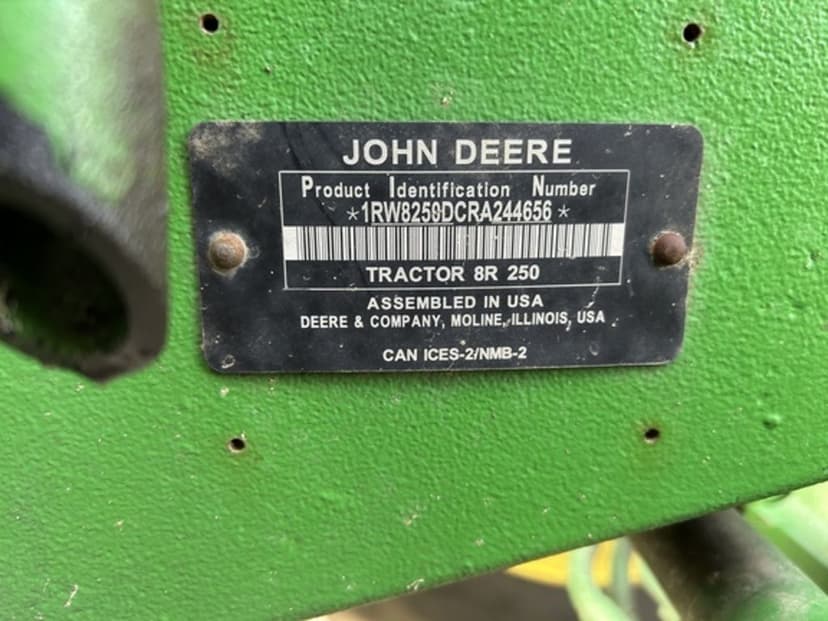 JOHN DEERE
Product Identification Number
*1RW8250DCRA244656*
TRACTOR 8R 250
ASSEMBLED IN USA
DEERE & COMPANY, MOLINE, ILLINOIS, USA
CAN ICES-2/NMB-2